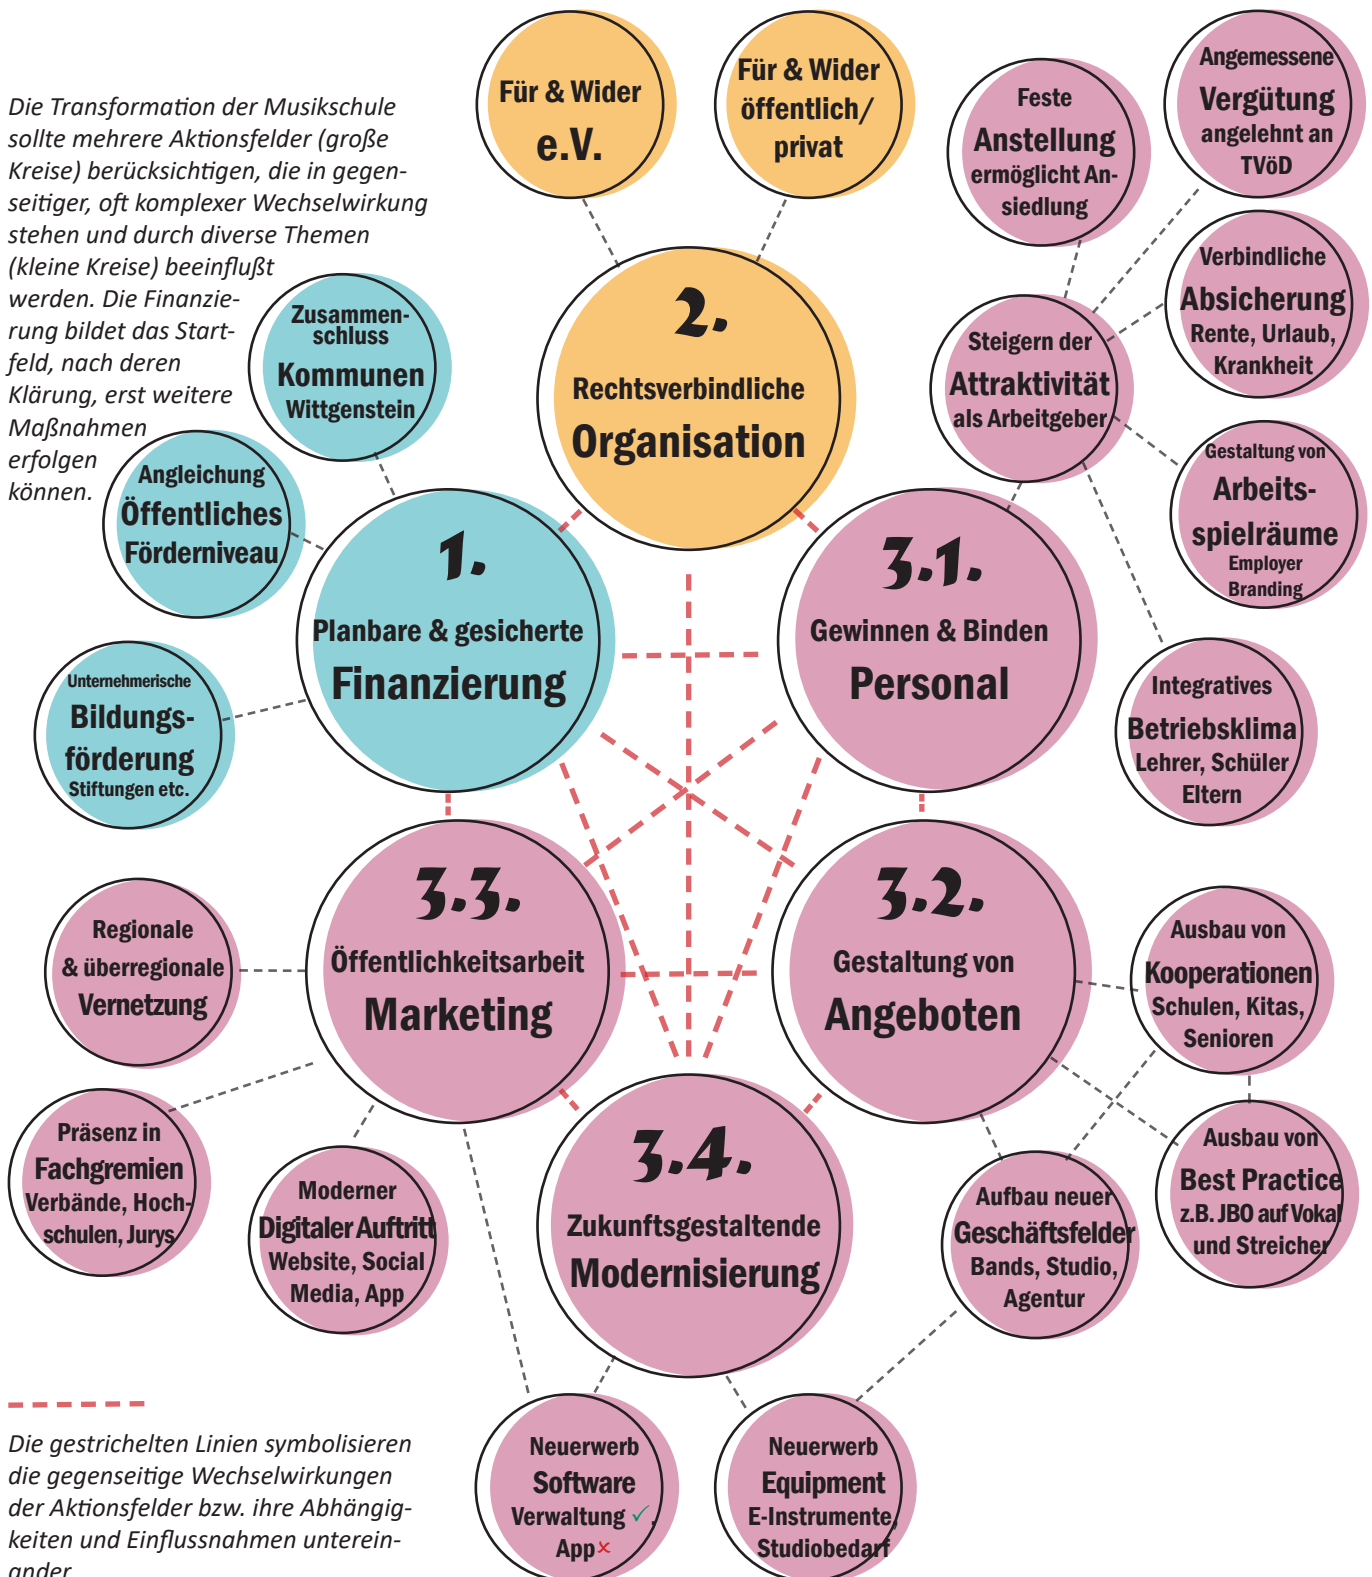 Die Transformation der Musikschule
sollte mehrere Aktionsfelder (große
Kreise) berücksichtigen, die in gegen-
seitiger, oft komplexer Wechselwirkung
stehen und durch diverse Themen
(kleine Kreise) beeinflußt
werden. Die Finanzie-
rung bildet das Start-
feld, nach deren
Klärung, erst weitere
Maßnahmen
erfolgen
können.
Für & Wider
e.V.
Für & Wider
öffentlich/
privat
Feste
Anstellung
ermöglicht An-
siedlung
Angemessene
Vergütung
angelehnt an
TVöD
Verbindliche
Absicherung
Rente, Urlaub,
Krankheit
Steigern der
Attraktivität
als Arbeitgeber
Gestaltung von
Arbeits-
spielräume
Employer
Branding
Integratives
Betriebsklima
Lehrer, Schüler
Eltern
2.
Rechtsverbindliche
Organisation
Zusammen-
schluss
Kommunen
Wittgenstein
Angleichung
Öffentliches
Förderniveau
Unternehmerische
Bildungs-
förderung
Stiftungen etc.
1.
Planbare & gesicherte
Finanzierung
3.1.
Gewinnen & Binden
Personal
3.3.
Öffentlichkeitsarbeit
Marketing
3.2.
Gestaltung von
Angeboten
Regionale
& überregionale
Vernetzung
Präsenz in
Fachgremien
Verbände, Hoch-
schulen, Jurys
Moderner
Digitaler Auftritt
Website, Social
Media, App
3.4.
Zukunftsgestaltende
Modernisierung
Ausbau von
Kooperationen
Schulen, Kitas,
Senioren
Ausbau von
Best Practice
z.B. JBO auf Vokal
und Streicher
Aufbau neuer
Geschäftsfelder
Bands, Studio,
Agentur
Neuerwerb
Software
Verwaltung ✓,
App ✗
Neuerwerb
Equipment
E-Instrumente,
Studiobedarf
Die gestrichelten Linien symbolisieren
die gegenseitige Wechselwirkungen
der Aktionsfelder bzw. ihre Abhängig-
keiten und Einflussnahmen unterein-
ander